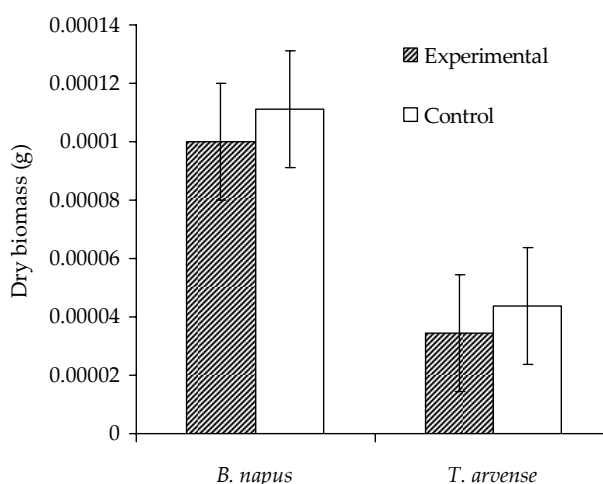 0.00014
0.00012
0.0001
0.00008
0.00006
0.00004
0.00002
0
Dry biomass (g)
Experimental
Control
B. napus
T. arvense